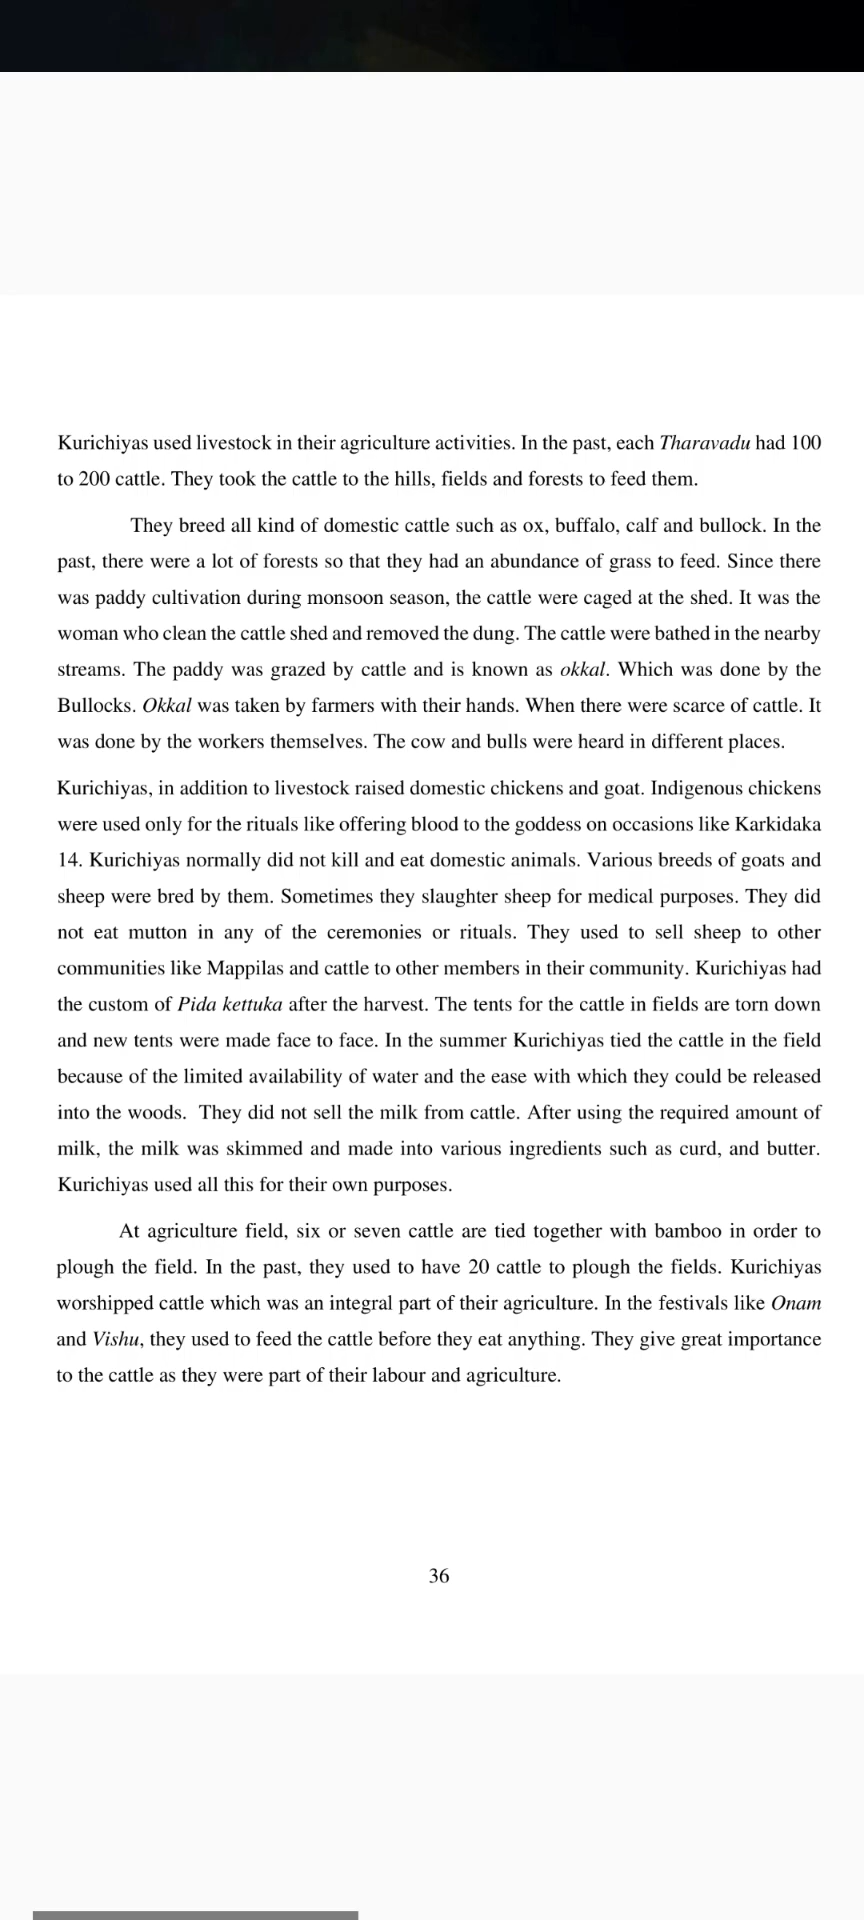 Kurichiyas used livestock in their agriculture activities. In the past, each Tharavadu had 100
to 200 cattle. They took the cattle to the hills, fields and forests to feed them.
They breed all kind of domestic cattle such as ox, buffalo, calf and bullock. In the
past, there were a lot of forests so that they had an abundance of grass to feed. Since there
was paddy cultivation during monsoon season, the cattle were caged at the shed. It was the
woman who clean the cattle shed and removed the dung. The cattle were bathed in the nearby
streams. The paddy was grazed by cattle and is known as okkal. Which was done by the
Bullocks. Okkal was taken by farmers with their hands. When there were scarce of cattle. It
was done by the workers themselves. The cow and bulls were heard in different places.
Kurichiyas, in addition to livestock raised domestic chickens and goat. Indigenous chickens
were used only for the rituals like offering blood to the goddess on occasions like Karkidaka
14. Kurichiyas normally did not kill and eat domestic animals. Various breeds of goats and
sheep were bred by them. Sometimes they slaughter sheep for medical purposes. They did
not eat mutton in any of the ceremonies or rituals. They used to sell sheep to other
communities like Mappilas and cattle to other members in their community. Kurichiyas had
the custom of Pida kettuka after the harvest. The tents for the cattle in fields are torn down
and new tents were made face to face. In the summer Kurichiyas tied the cattle in the field
because of the limited availability of water and the ease with which they could be released
into the woods. They did not sell the milk from cattle. After using the required amount of
milk, the milk was skimmed and made into various ingredients such as curd, and butter.
Kurichiyas used all this for their own purposes.
At agriculture field, six or seven cattle are tied together with bamboo in order to
plough the field. In the past, they used to have 20 cattle to plough the fields. Kurichiyas
worshipped cattle which was an integral part of their agriculture. In the festivals like Onam
and Vishu, they used to feed the cattle before they eat anything. They give great importance
to the cattle as they were part of their labour and agriculture.
36